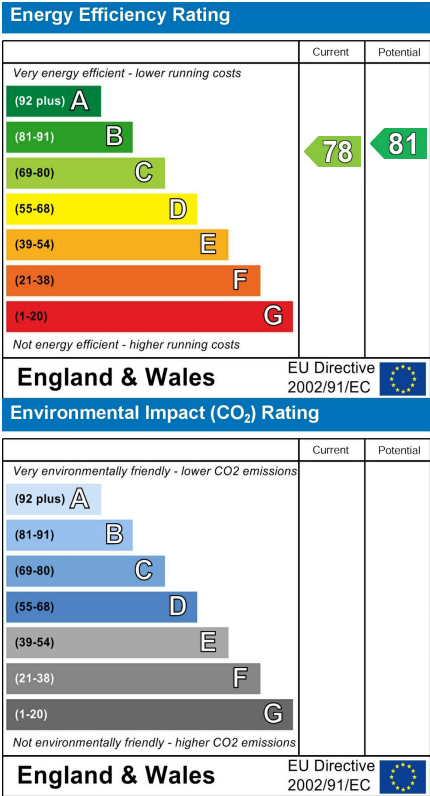 Energy Efficiency Rating
Current Potential
Very energy efficient - lower running costs
(92 plus) A
(81-91) B
(69-80) C
(55-68) D
(39-54) E
(21-38) F
(1-20) G
78
81
Not energy efficient - higher running costs
England & Wales
EU Directive
2002/91/EC
Environmental Impact (CO₂) Rating
Current Potential
Very environmentally friendly - lower CO2 emissions
(92 plus) A
(81-91) B
(69-80) C
(55-68) D
(39-54) E
(21-38) F
(1-20) G
Not environmentally friendly - higher CO2 emissions
England & Wales
EU Directive
2002/91/EC